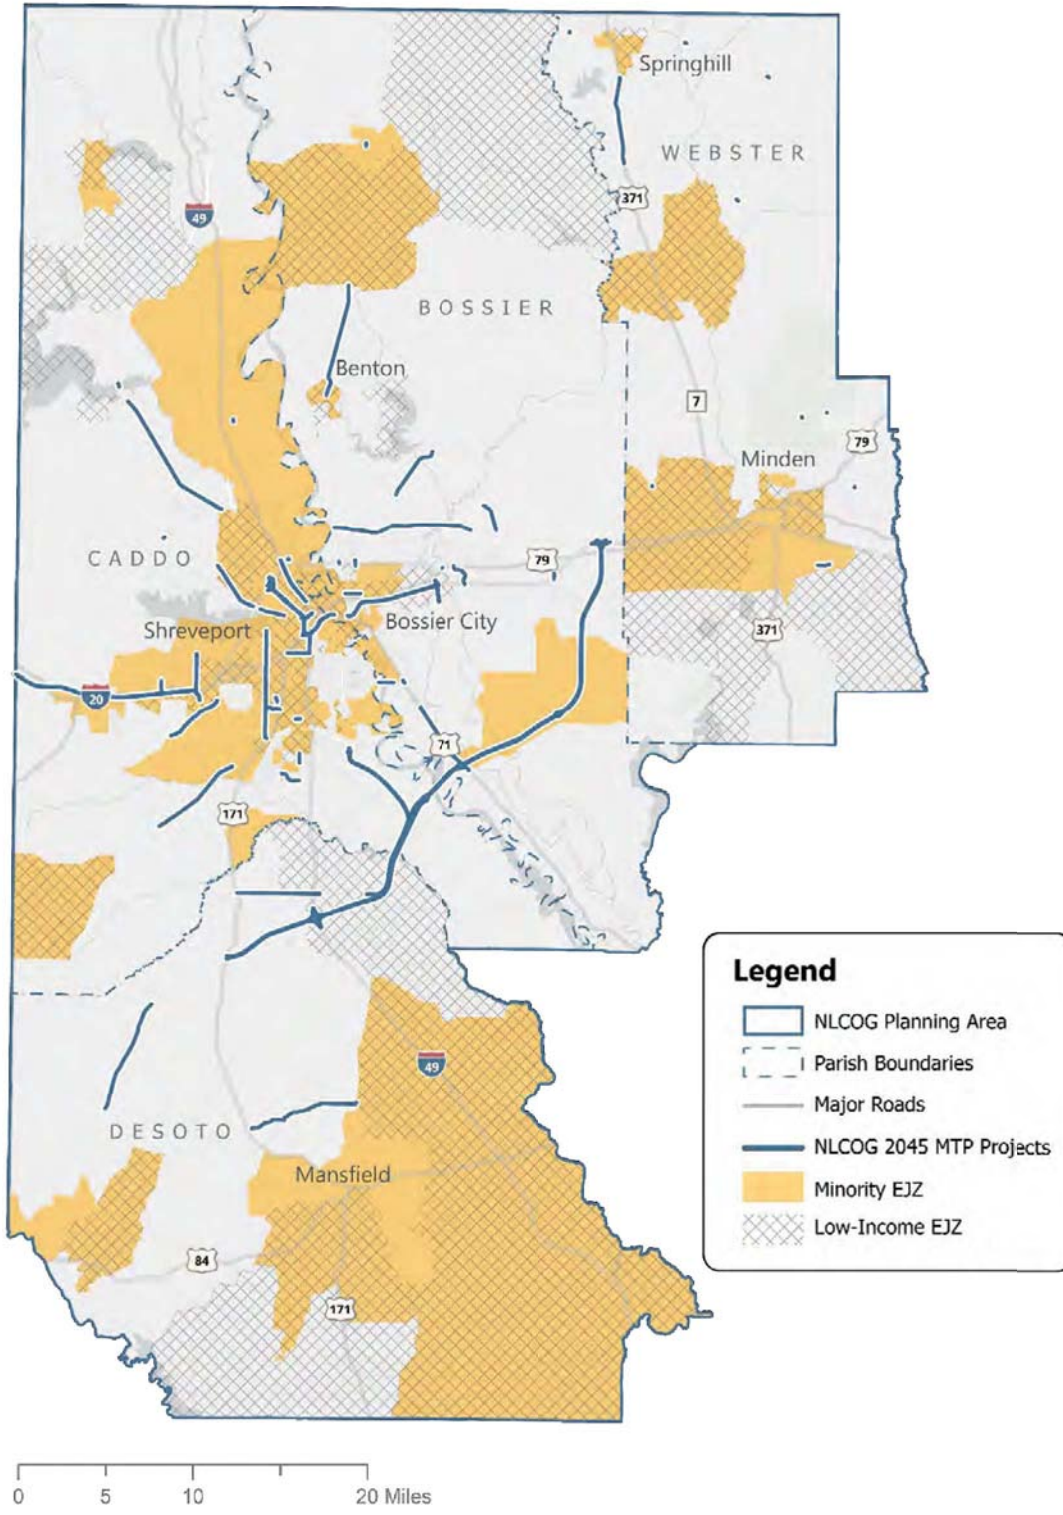 Springhill
WEBSTER
371
49
BOSSIER
Benton
7
79
Minden
CADDO
79
Bossier City
Shreveport
371
20
71
171
Legend
NLCOG Planning Area
Parish Boundaries
Major Roads
NLCOG 2045 MTP Projects
Minority EJZ
Low-Income EJZ
49
DESOTO
Mansfield
84
171
0 5 10 20 Miles